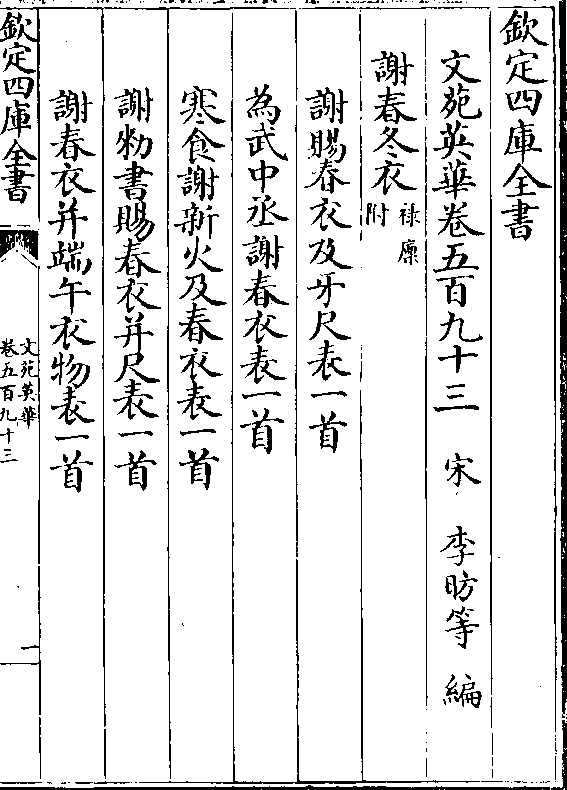 欽定四庫全書
文苑英華卷五百九十三 宋 李昉等 編
謝春冬衣 祿廩附
謝賜春衣及牙尺表一首
為武中丞謝春衣表一首
寒食謝新火及春衣表一首
謝勑書賜春衣并尺表一首
謝春衣并端午衣物表一首
欽定四庫全書
文苑英華
卷五百九十三
一